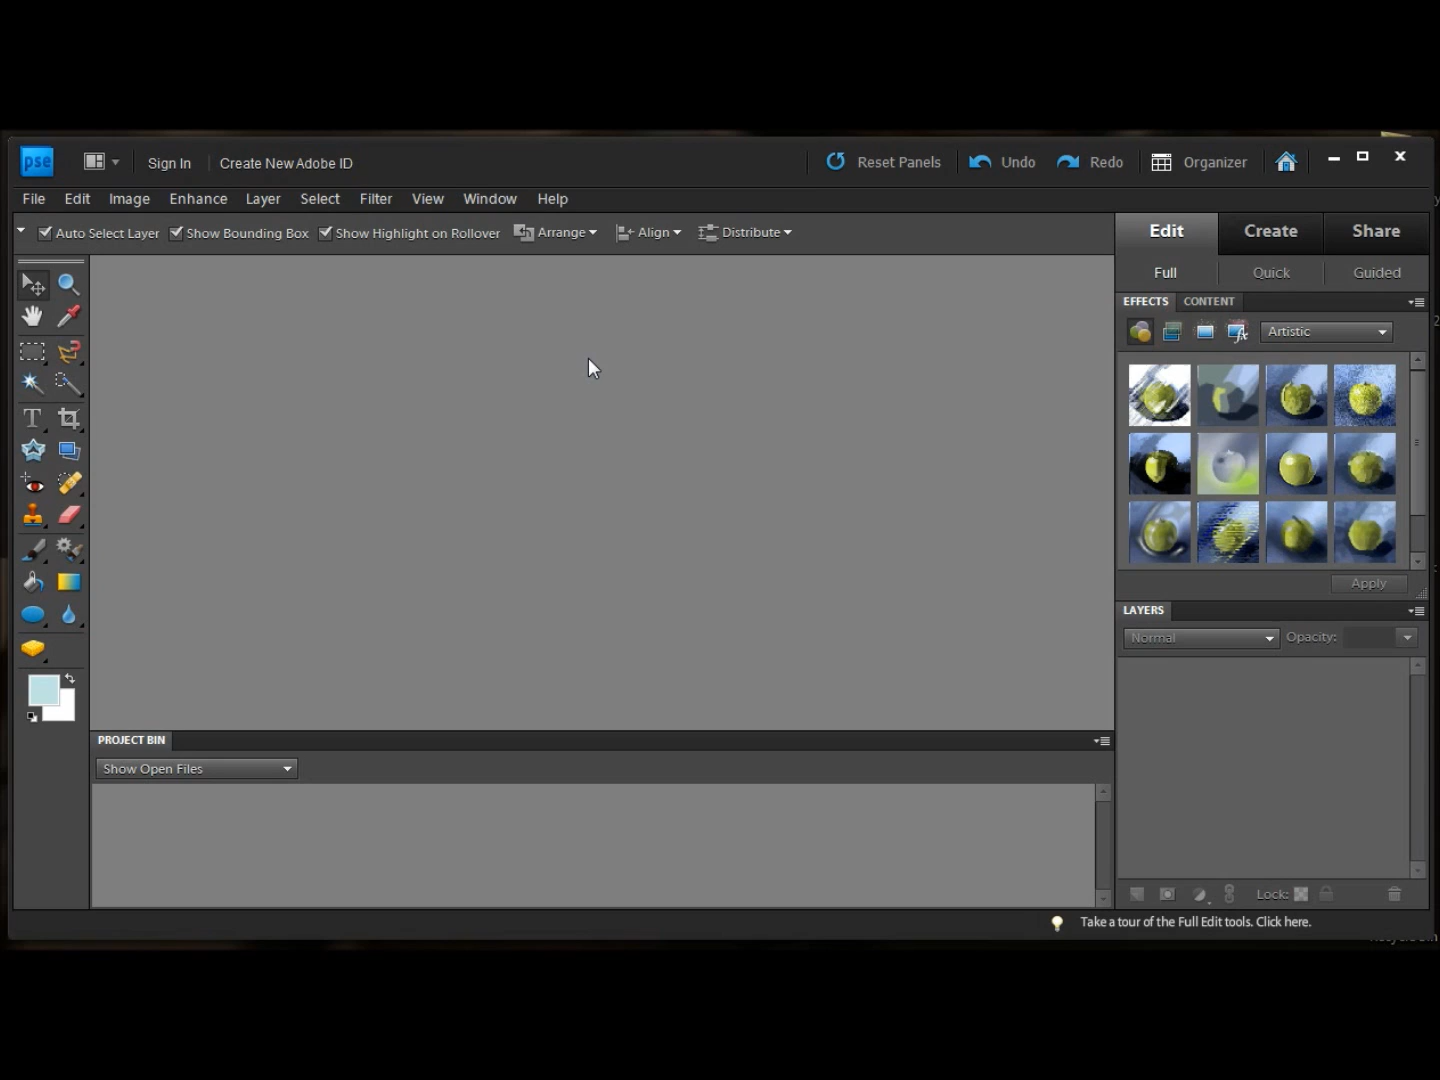 pse Sign In Create New Adobe ID Reset Panels Undo Redo Organizer
File Edit Image Enhance Layer Select Filter View Window Help
Auto Select Layer Show Bounding Box Show Highlight on Rollover Arrange Align Distribute
Edit Create Share
Full Quick Guided
EFFECTS CONTENT
Artistic
Apply
LAYERS
Normal Opacity:
PROJECT BIN
Show Open Files
Lock:
Take a tour of the Full Edit tools. Click here.